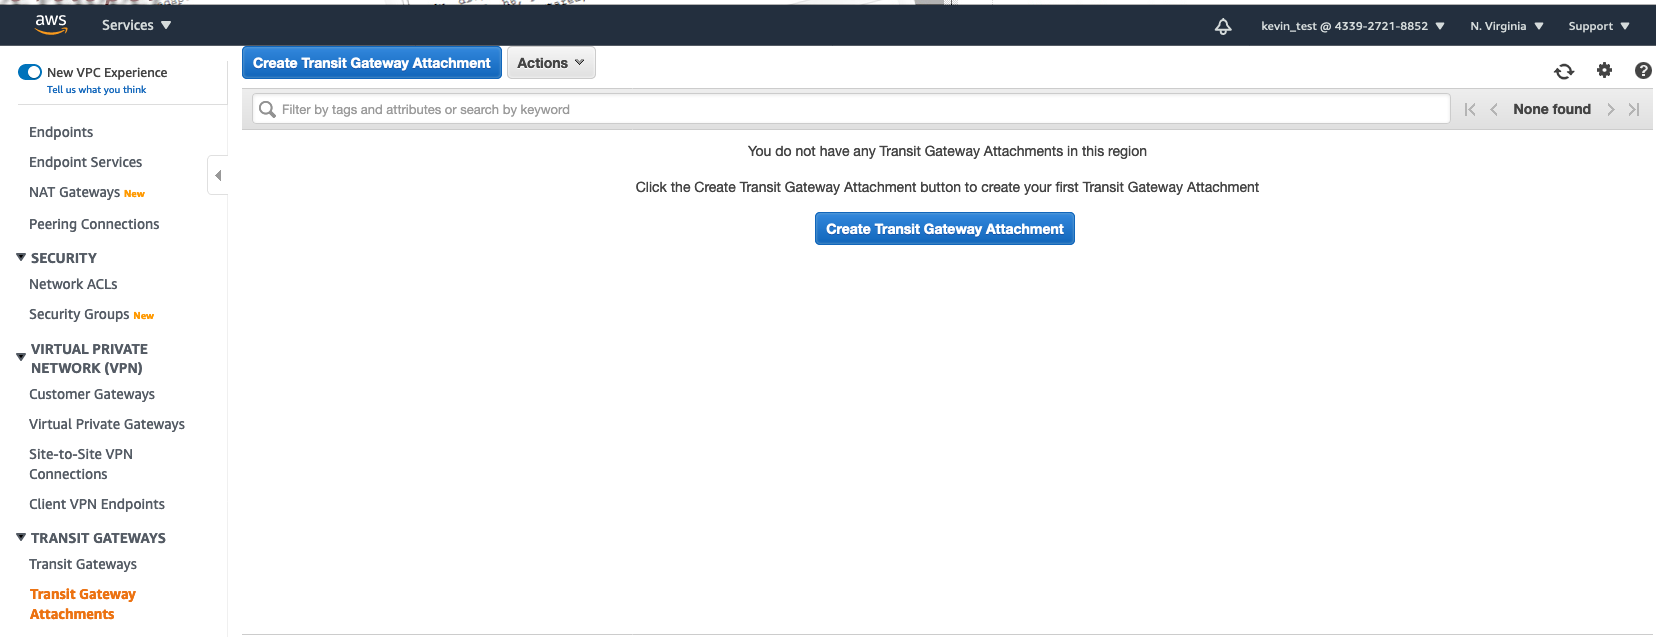 aws
Services
kevin_test @ 4339-2721-8852
N. Virginia
Support
New VPC Experience
Tell us what you think
Endpoints
Endpoint Services
NAT Gateways New
Peering Connections
SECURITY
Network ACLs
Security Groups New
VIRTUAL PRIVATE
NETWORK (VPN)
Customer Gateways
Virtual Private Gateways
Site-to-Site VPN
Connections
Client VPN Endpoints
TRANSIT GATEWAYS
Transit Gateways
Transit Gateway
Attachments
Create Transit Gateway Attachment
Actions
Filter by tags and attributes or search by keyword
None found
You do not have any Transit Gateway Attachments in this region
Click the Create Transit Gateway Attachment button to create your first Transit Gateway Attachment
Create Transit Gateway Attachment